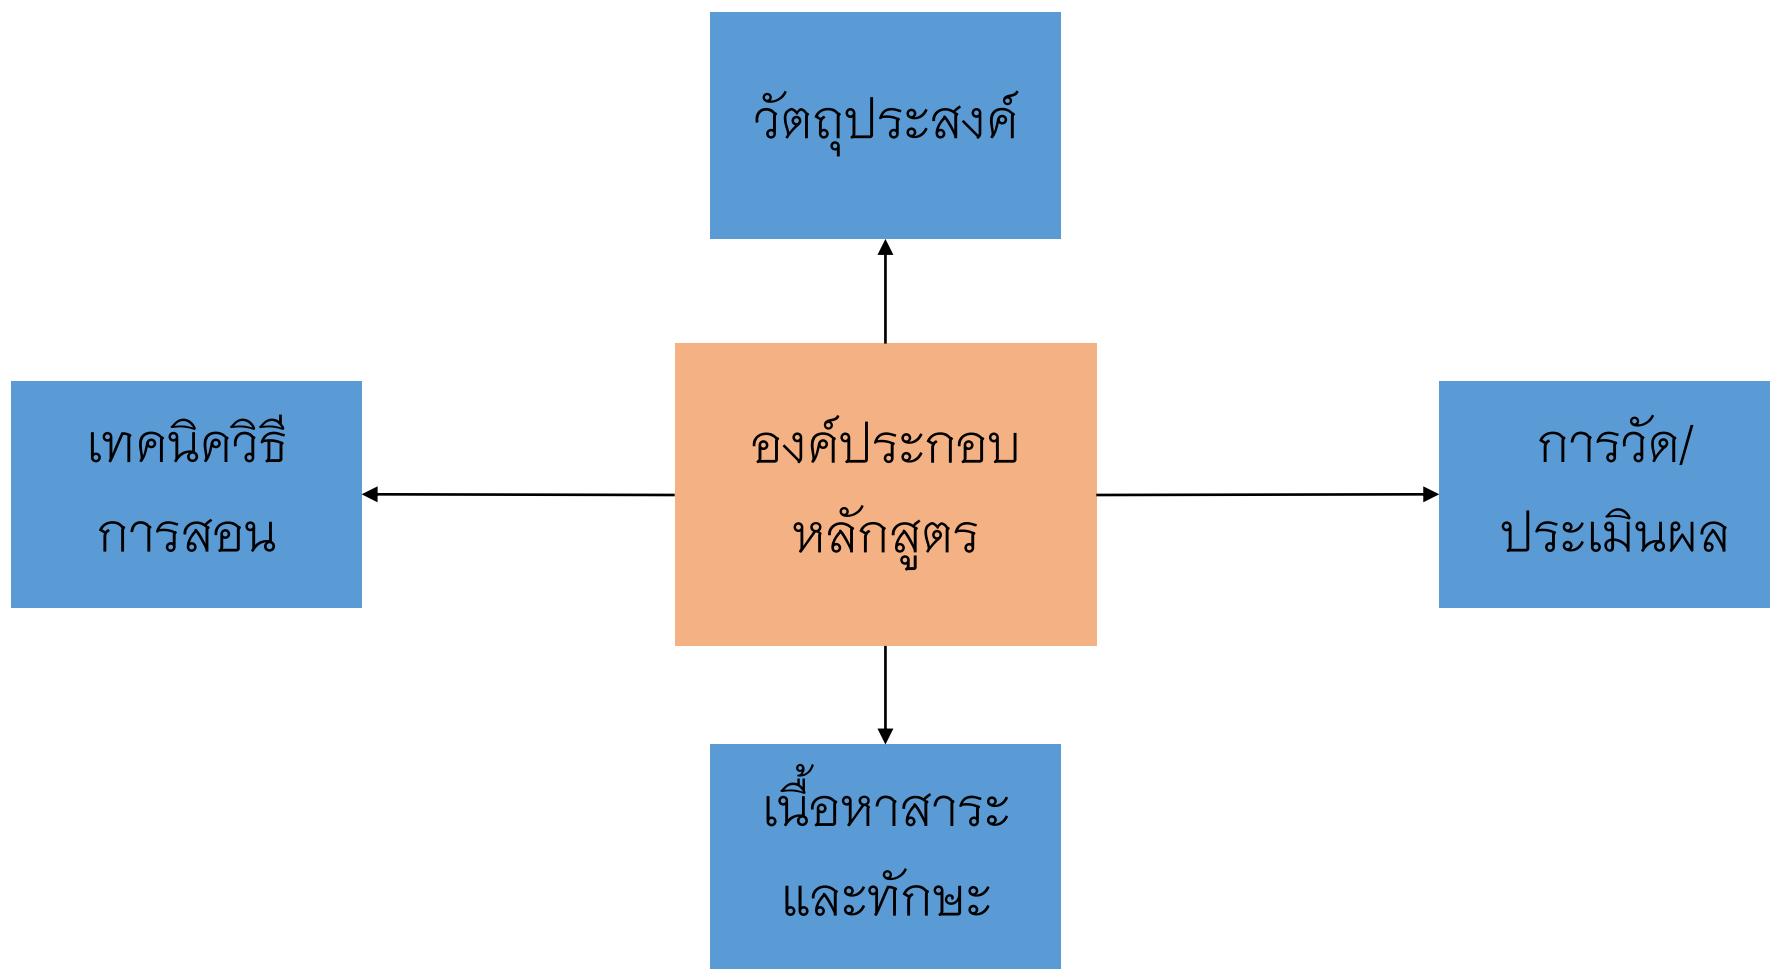 วัตถุประสงค์
เทคนิควิธี
การสอน
องค์ประกอบ
หลักสูตร
การวัด/
ประเมินผล
เนื้อหาสาระ
และทักษะ